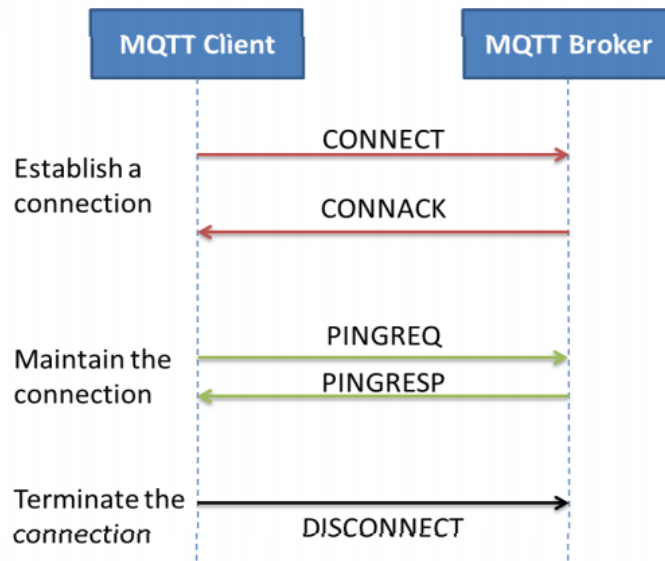 MQTT Client
MQTT Broker
CONNECT
Establish a
connection
CONNACK
PINGREQ
Maintain the
connection
PINGRESP
Terminate the
connection
DISCONNECT